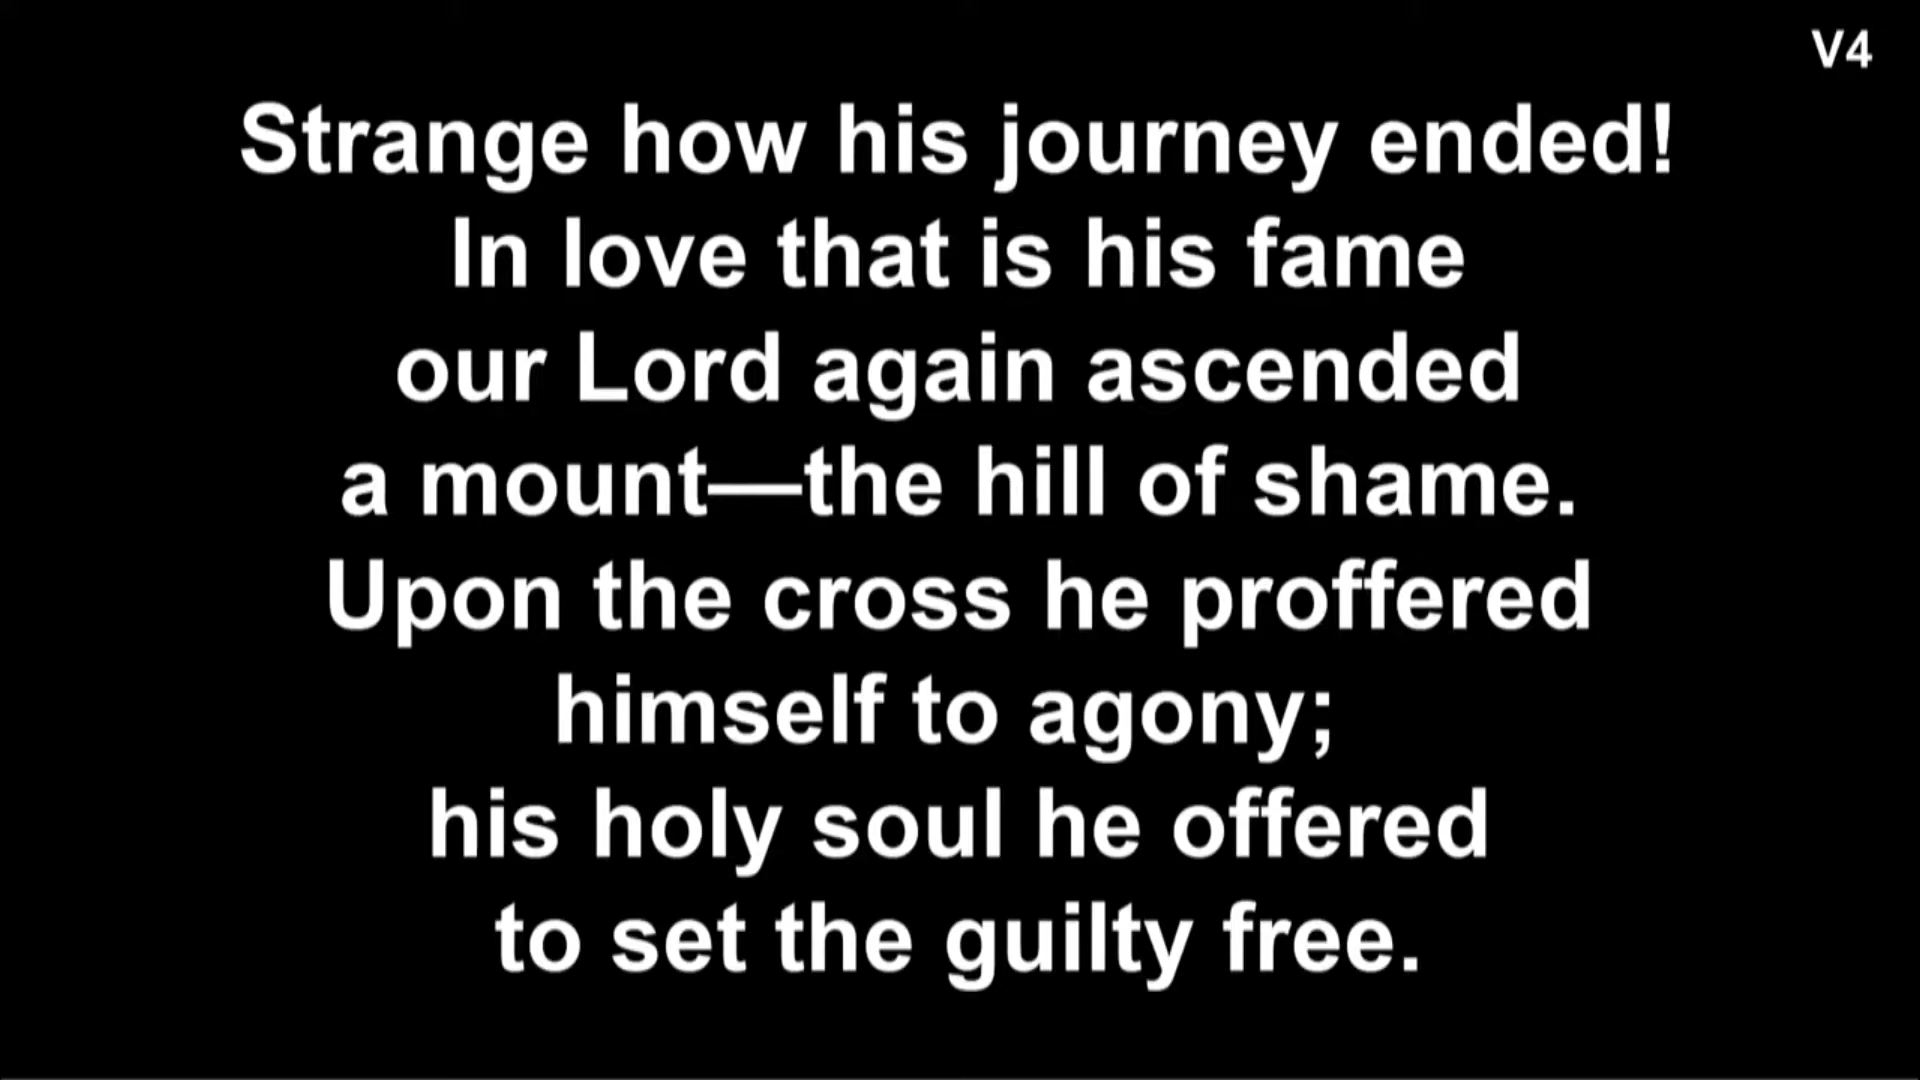 V4
Strange how his journey ended!
In love that is his fame
our Lord again ascended
a mount—the hill of shame.
Upon the cross he proffered
himself to agony;
his holy soul he offered
to set the guilty free.